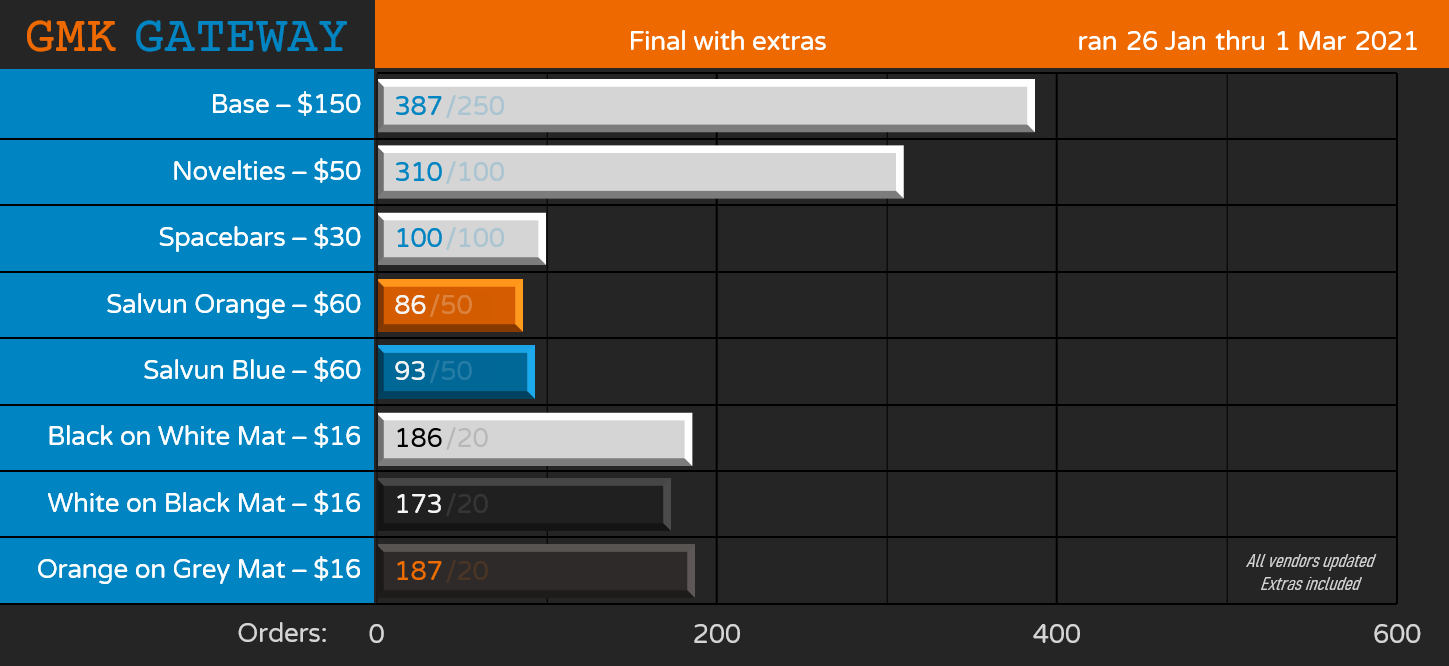 GMK GATEWAY
Final with extras
ran 26 Jan thru 1 Mar 2021
Base – $150
387/250
Novelties – $50
310/100
Spacebars – $30
100/100
Salvun Orange – $60
86/50
Salvun Blue – $60
93/50
Black on White Mat – $16
186/20
White on Black Mat – $16
173/20
Orange on Grey Mat – $16
187/20
All vendors updated
Extras included
Orders: 0 200 400 600